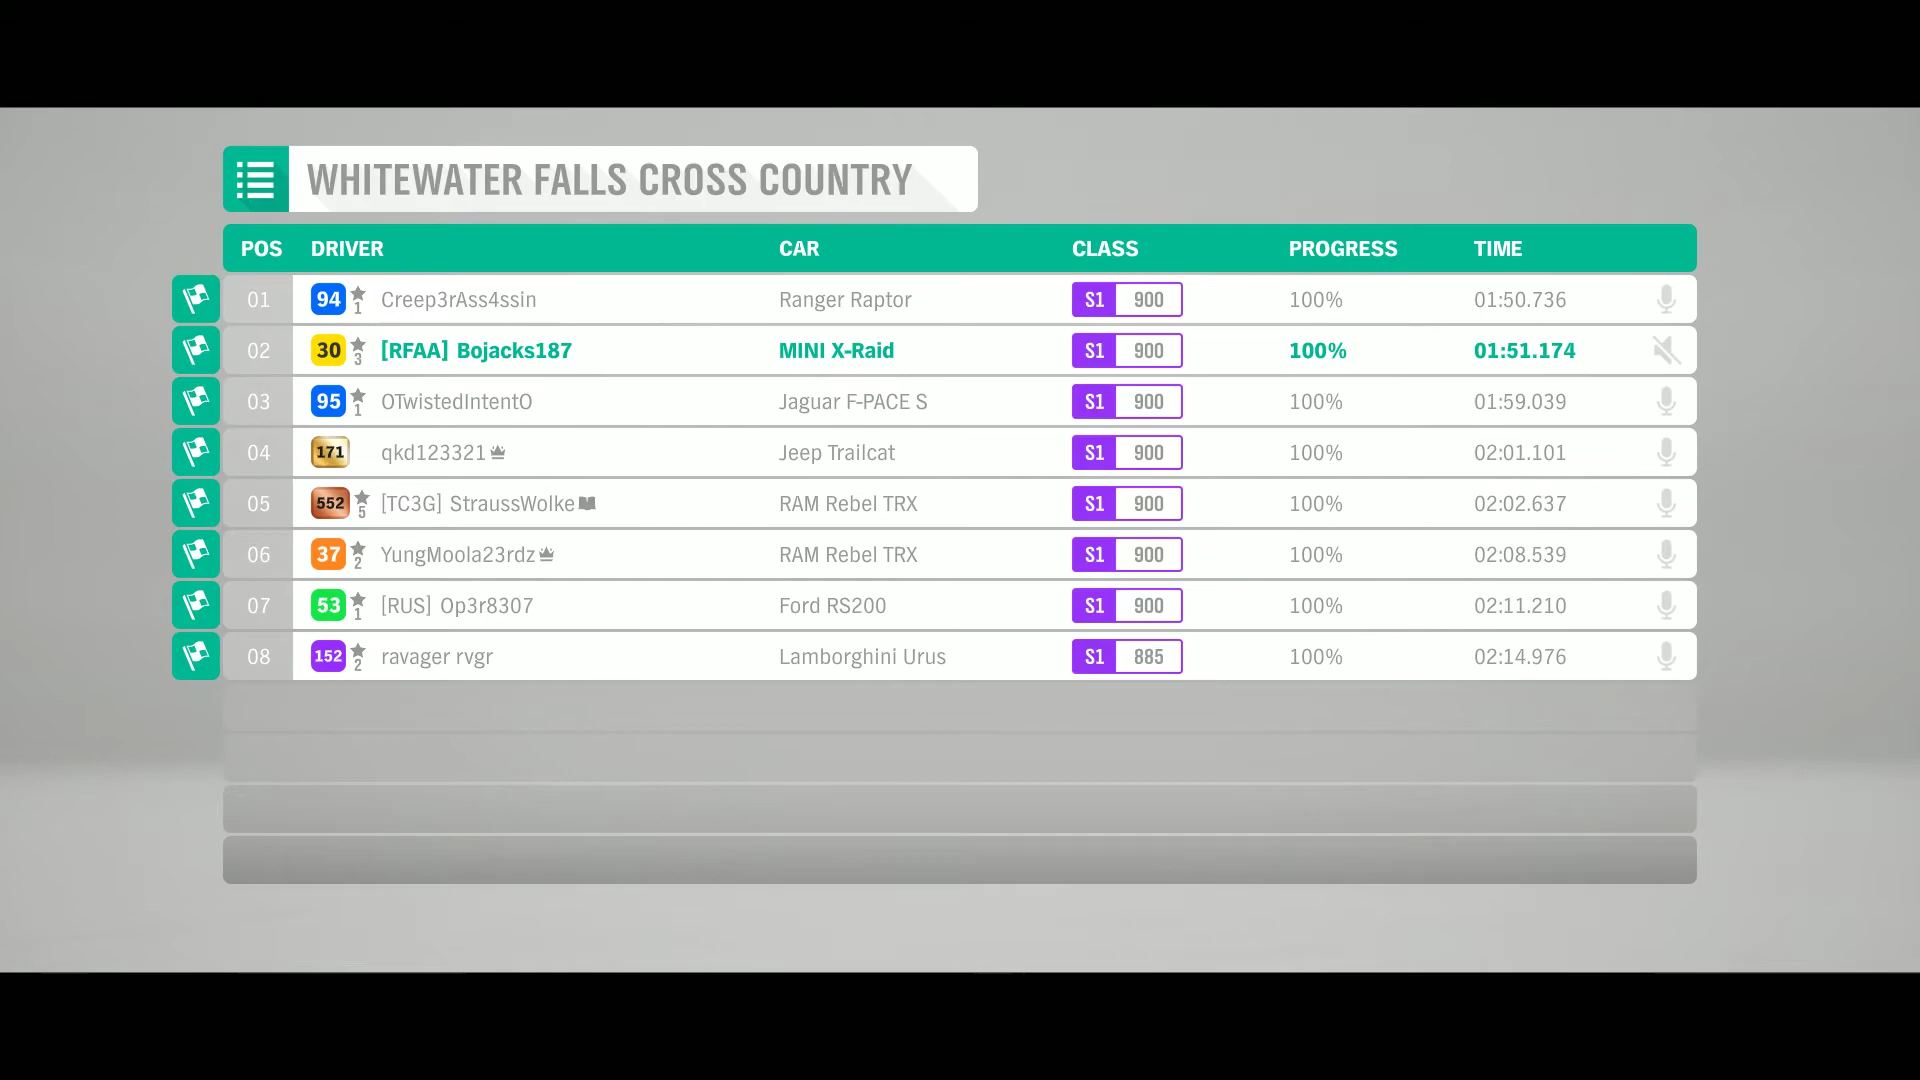 WHITEWATER FALLS CROSS COUNTRY
POS DRIVER CAR CLASS PROGRESS TIME
01 94 1 Creep3rAss4ssin Ranger Raptor S1 900 100% 01:50.736
02 30 3 [RFAA] Bojacks187 MINI X-Raid S1 900 100% 01:51.174
03 95 1 OTwistedIntentO Jaguar F-PACE S S1 900 100% 01:59.039
04 171 qkd123321 Jeep Trailcat S1 900 100% 02:01.101
05 552 5 [TC3G] StraussWolke RAM Rebel TRX S1 900 100% 02:02.637
06 37 2 YungMoola23rdz RAM Rebel TRX S1 900 100% 02:08.539
07 53 1 [RUS] Op3r8307 Ford RS200 S1 900 100% 02:11.210
08 152 2 ravager rvgr Lamborghini Urus S1 885 100% 02:14.976